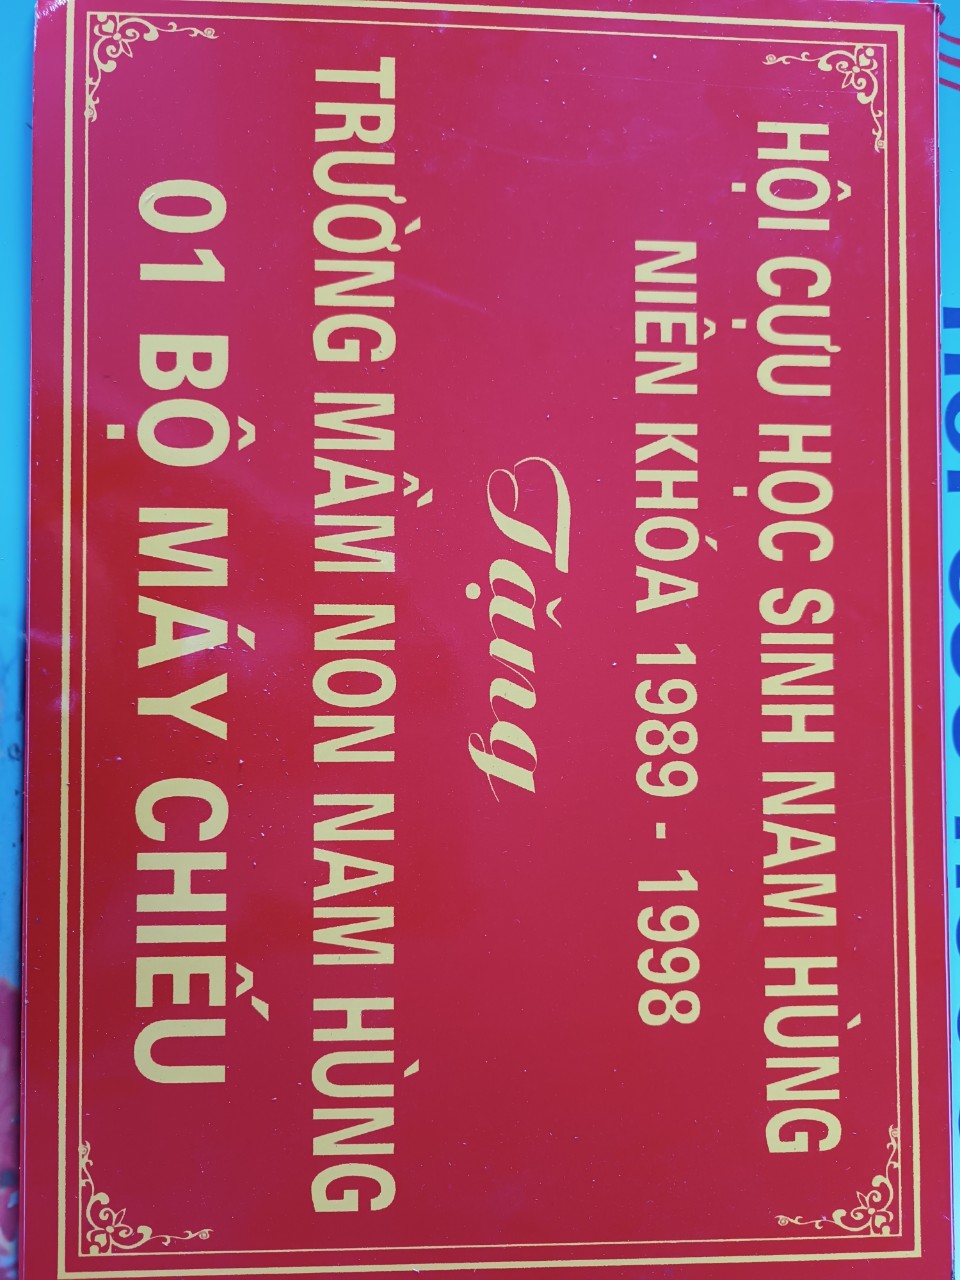 HỘI CỰU HỌC SINH NAM HÙNG
NIÊN KHÓA 1989 - 1998
Tặng
TRƯỜNG MẦM NON NAM HÙNG
01 BỘ MÁY CHIẾU